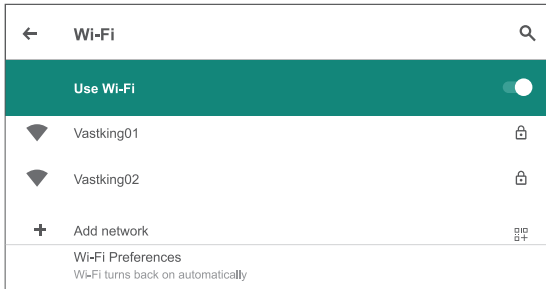 Wi-Fi
Use Wi-Fi
Vastking01
Vastking02
Add network
Wi-Fi Preferences
Wi-Fi turns back on automatically